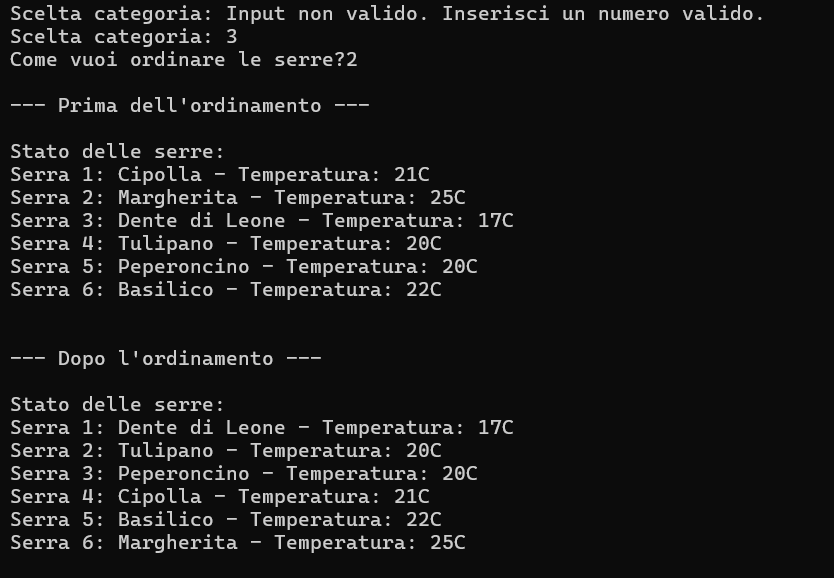 Scelta categoria: Input non valido. Inserisci un numero valido.
Scelta categoria: 3
Come vuoi ordinare le serre?2
--- Prima dell'ordinamento ---
Stato delle serre:
Serra 1: Cipolla - Temperatura: 21C
Serra 2: Margherita - Temperatura: 25C
Serra 3: Dente di Leone - Temperatura: 17C
Serra 4: Tulipano - Temperatura: 20C
Serra 5: Peperoncino - Temperatura: 20C
Serra 6: Basilico - Temperatura: 22C
--- Dopo l'ordinamento ---
Stato delle serre:
Serra 1: Dente di Leone - Temperatura: 17C
Serra 2: Tulipano - Temperatura: 20C
Serra 3: Peperoncino - Temperatura: 20C
Serra 4: Cipolla - Temperatura: 21C
Serra 5: Basilico - Temperatura: 22C
Serra 6: Margherita - Temperatura: 25C